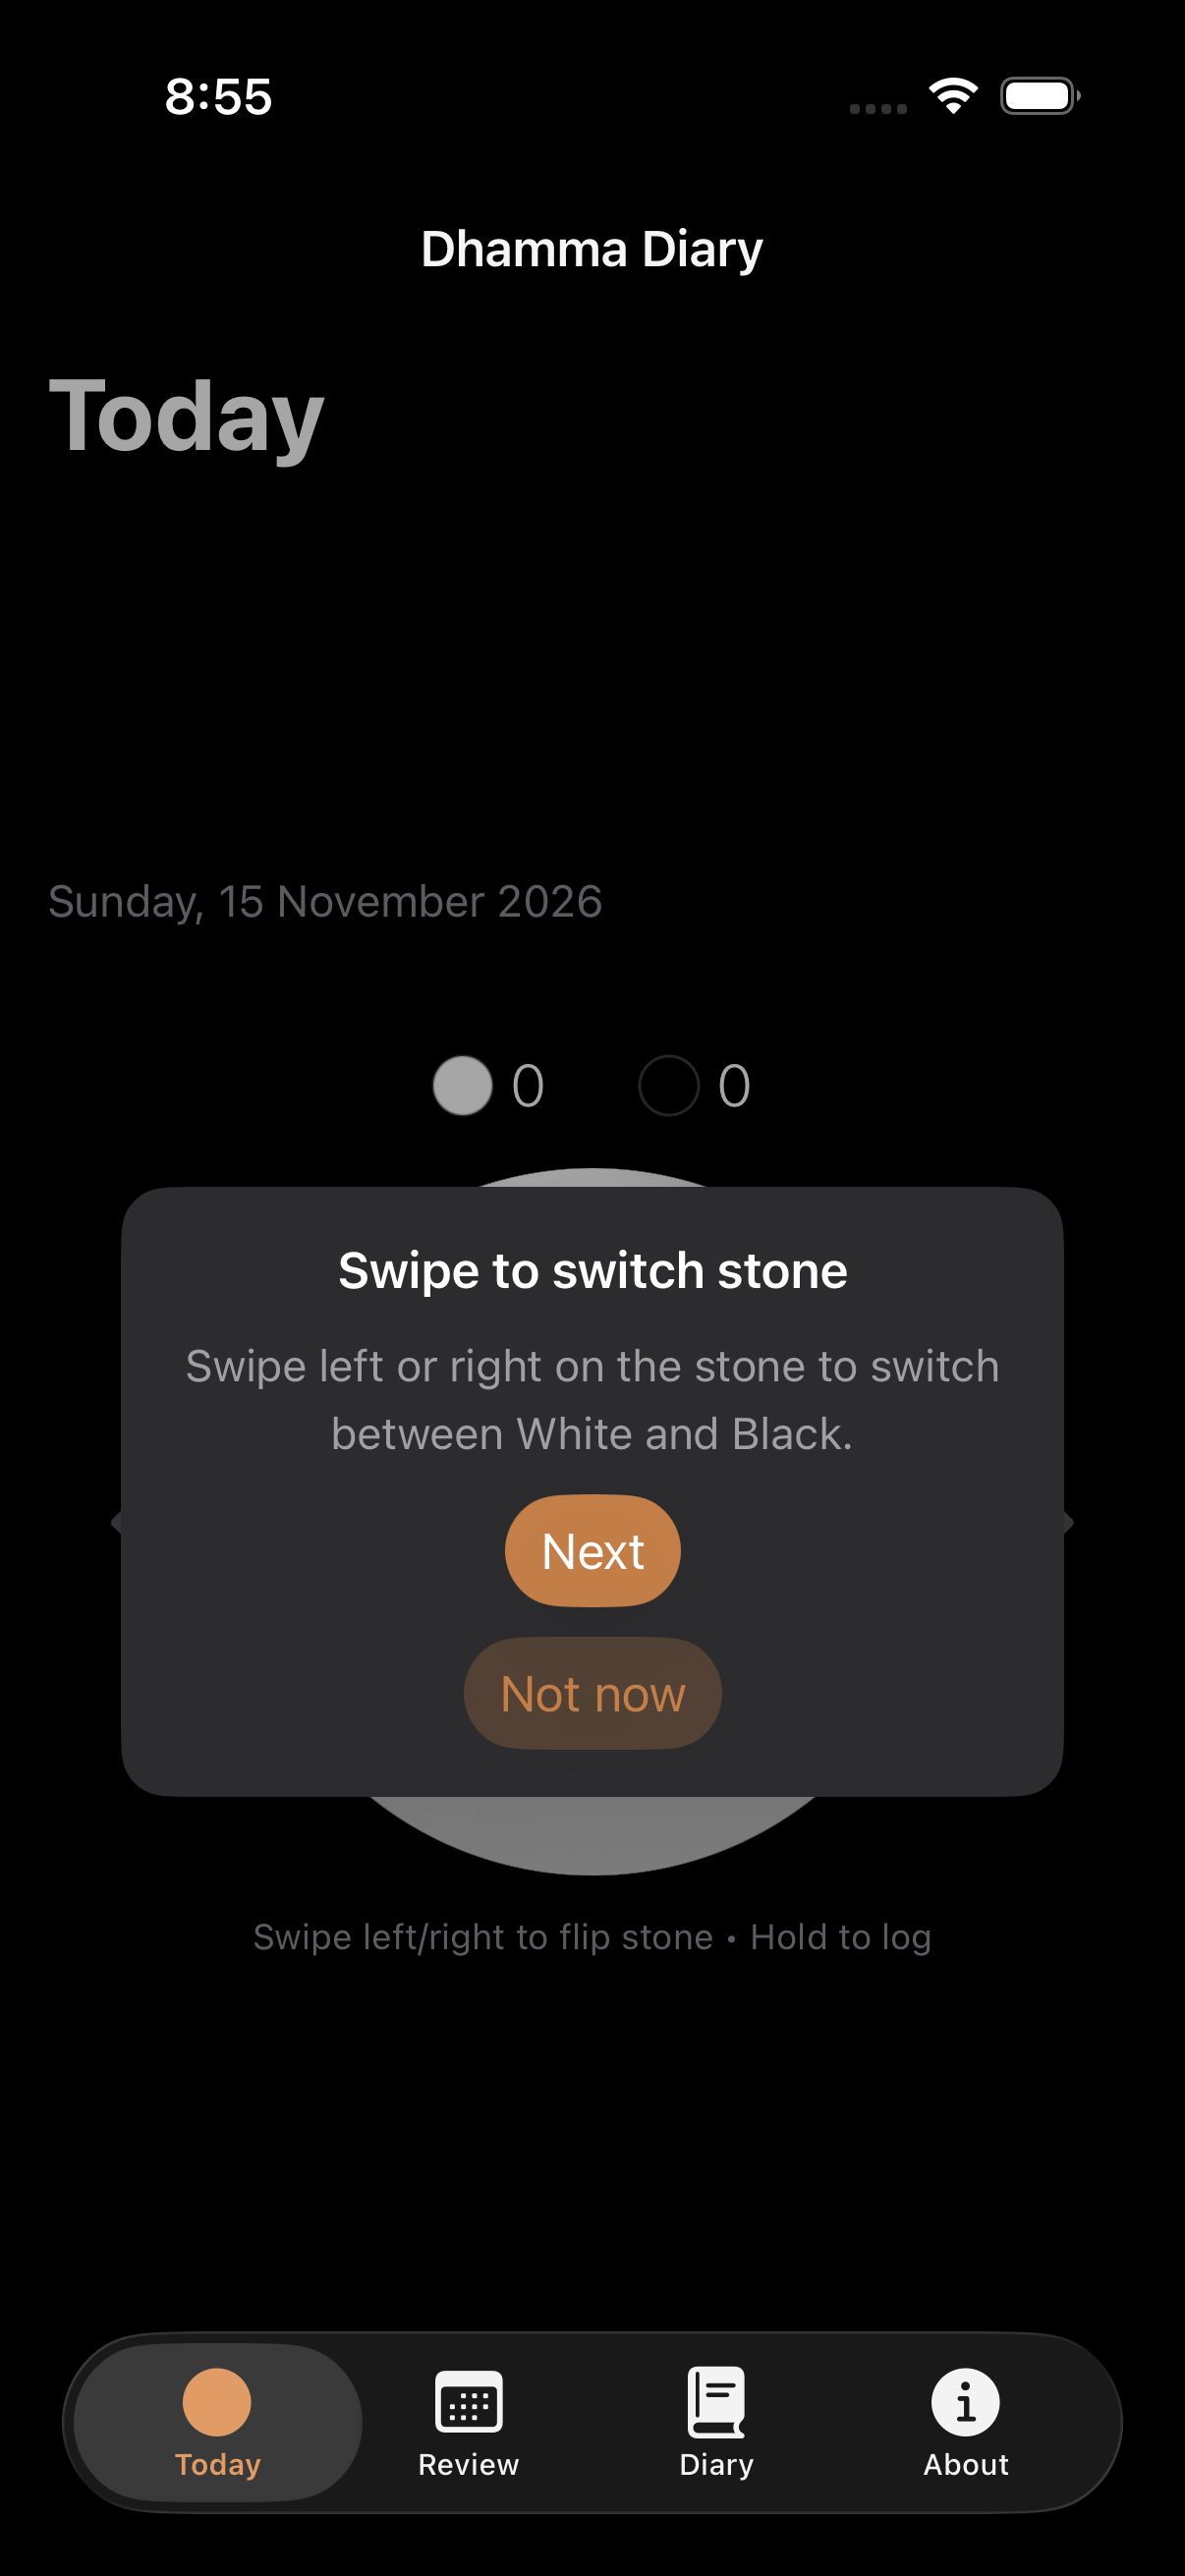 8:55
Dhamma Diary
Today
Sunday, 15 November 2026
0 0
Swipe to switch stone
Swipe left or right on the stone to switch
between White and Black.
Next
Not now
Swipe left/right to flip stone • Hold to log
Today Review Diary About